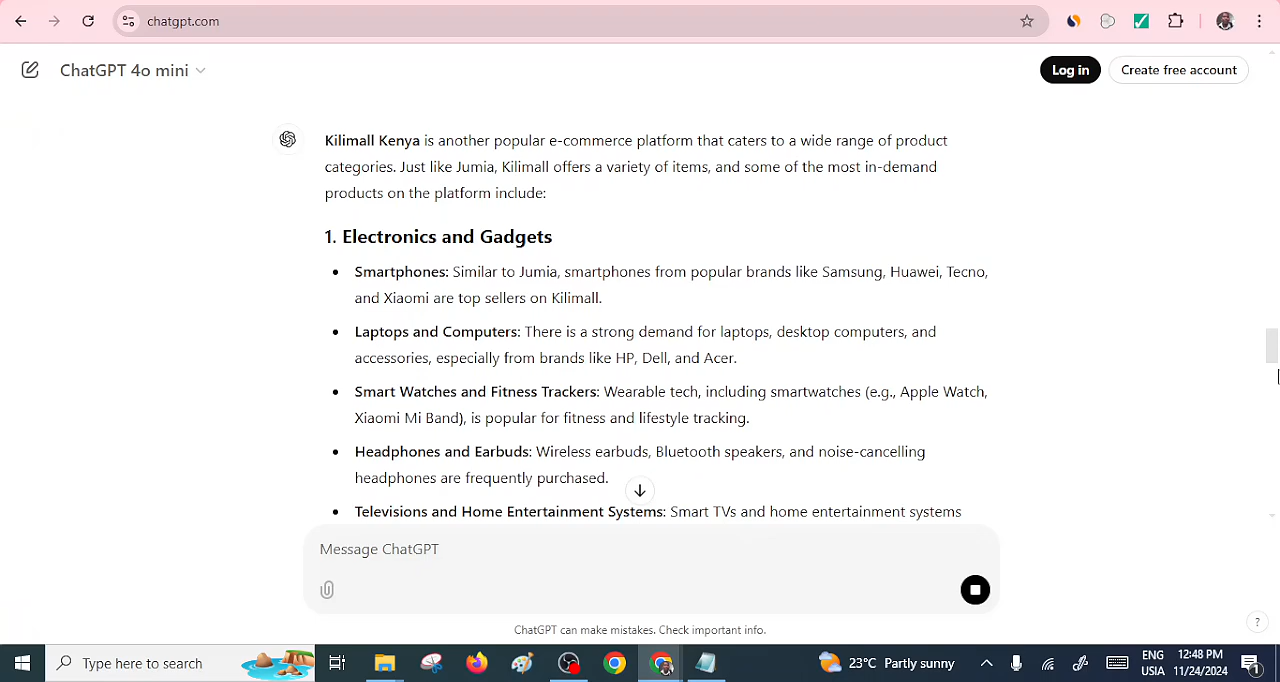 chatgpt.com
ChatGPT 4o mini
Log in
Create free account
Kilimall Kenya is another popular e-commerce platform that caters to a wide range of product
categories. Just like Jumia, Kilimall offers a variety of items, and some of the most in-demand
products on the platform include:
1. Electronics and Gadgets
• Smartphones: Similar to Jumia, smartphones from popular brands like Samsung, Huawei, Tecno,
and Xiaomi are top sellers on Kilimall.
• Laptops and Computers: There is a strong demand for laptops, desktop computers, and
accessories, especially from brands like HP, Dell, and Acer.
• Smart Watches and Fitness Trackers: Wearable tech, including smartwatches (e.g., Apple Watch,
Xiaomi Mi Band), is popular for fitness and lifestyle tracking.
• Headphones and Earbuds: Wireless earbuds, Bluetooth speakers, and noise-cancelling
headphones are frequently purchased.
• Televisions and Home Entertainment Systems: Smart TVs and home entertainment systems
Message ChatGPT
ChatGPT can make mistakes. Check important info.
?
Type here to search
23°C Partly sunny
ENG
USIA
12:48 PM
11/24/2024
1